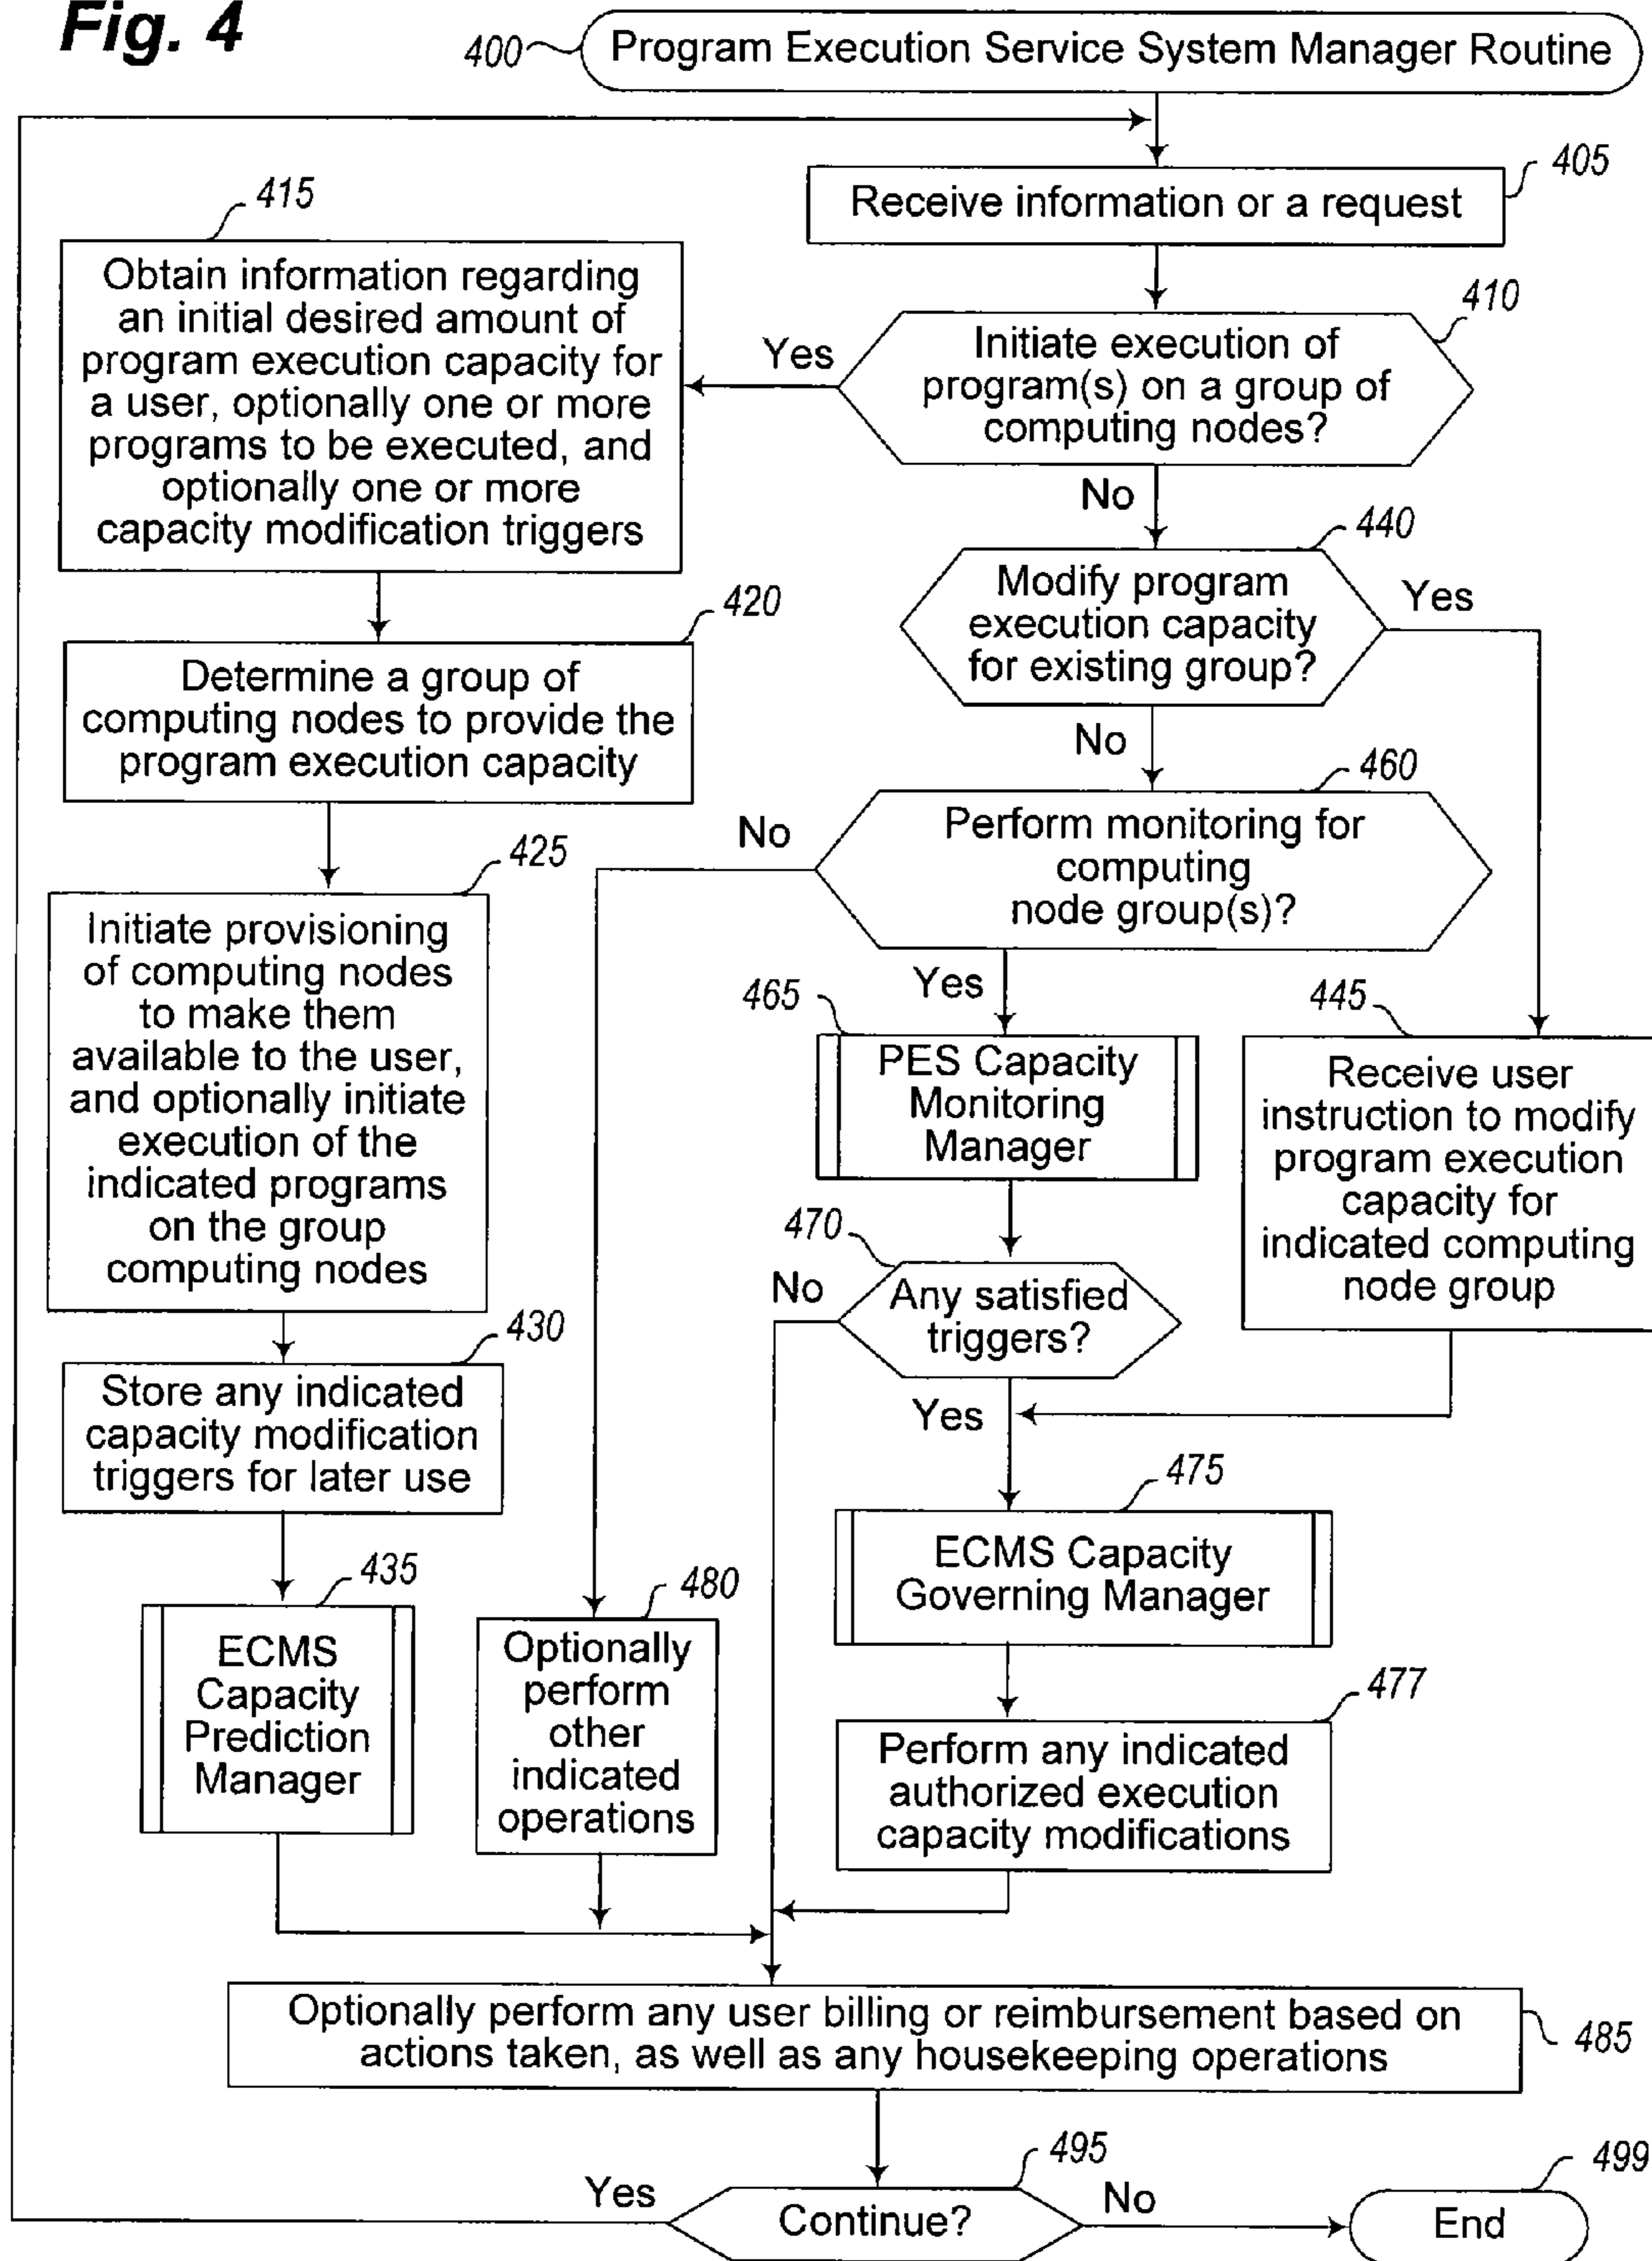 Fig. 4
400
Program Execution Service System Manager Routine
405
Receive information or a request
410
Initiate execution of
program(s) on a group of
computing nodes?
Yes
No
415
Obtain information regarding
an initial desired amount of
program execution capacity for
a user, optionally one or more
programs to be executed, and
optionally one or more
capacity modification triggers
420
Determine a group of
computing nodes to provide the
program execution capacity
425
Initiate provisioning
of computing nodes
to make them
available to the user,
and optionally initiate
execution of the
indicated programs
on the group
computing nodes
430
Store any indicated
capacity modification
triggers for later use
435
ECMS
Capacity
Prediction
Manager
440
Modify program
execution capacity
for existing group?
Yes
No
460
Perform monitoring for
computing
node group(s)?
No
Yes
465
PES Capacity
Monitoring
Manager
445
Receive user
instruction to modify
program execution
capacity for
indicated computing
node group
470
Any satisfied
triggers?
No
Yes
475
ECMS Capacity
Governing Manager
477
Perform any indicated
authorized execution
capacity modifications
480
Optionally
perform
other
indicated
operations
Optionally perform any user billing or reimbursement based on
actions taken, as well as any housekeeping operations
485
495
Continue?
Yes
No
499
End